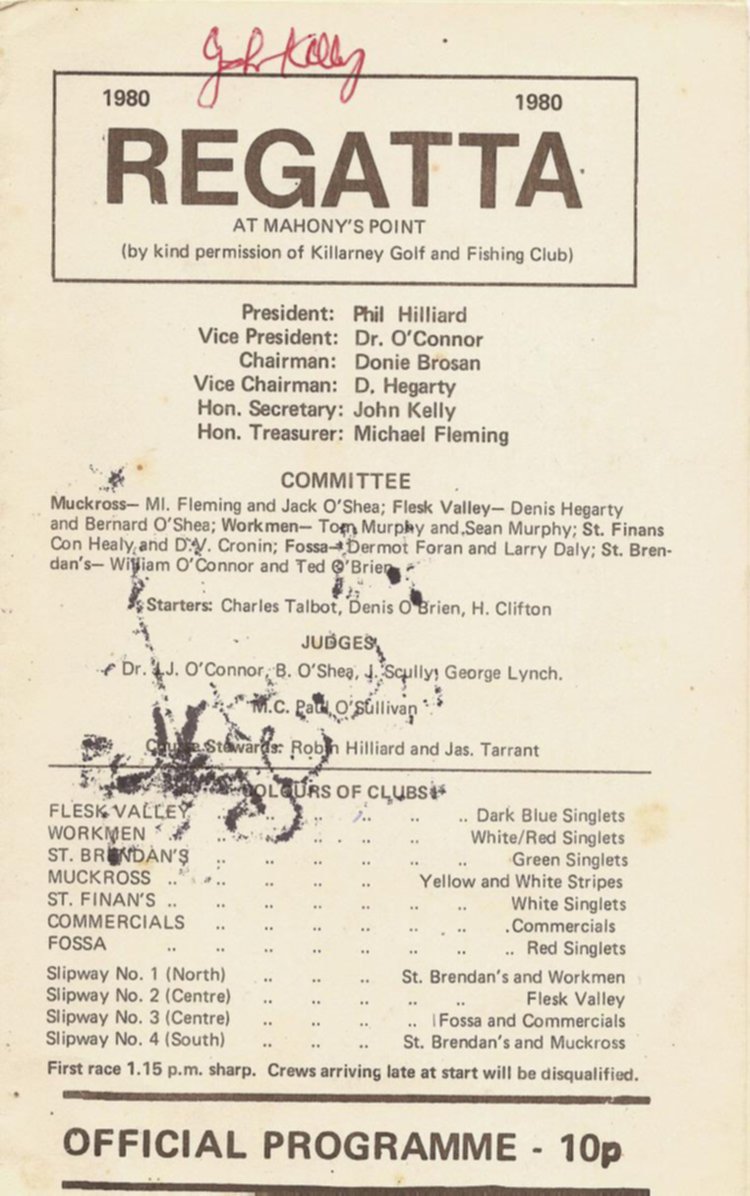 John Kelly
1980 1980
REGATTA
AT MAHONY'S POINT
(by kind permission of Killarney Golf and Fishing Club)
President: Phil Hilliard
Vice President: Dr. O'Connor
Chairman: Donie Brosan
Vice Chairman: D. Hegarty
Hon. Secretary: John Kelly
Hon. Treasurer: Michael Fleming
COMMITTEE
Muckross— Ml. Fleming and Jack O'Shea; Flesk Valley— Denis Hegarty
and Bernard O'Shea; Workmen— Tom Murphy and Sean Murphy; St. Finans
Con Healy and D.V. Cronin; Fossa— Dermot Foran and Larry Daly; St. Bren-
dan's— William O'Connor and Ted O'Brien
Starters: Charles Talbot, Denis O'Brien, H. Clifton
JUDGES
Dr. J.J. O'Connor, B. O'Shea, J. Scully, George Lynch.
M.C. Paul O'Sullivan
Course Stewards: Robin Hilliard and Jas. Tarrant
COLOURS OF CLUBS
FLESK VALLEY .. .. .. .. .. .. Dark Blue Singlets
WORKMEN .. .. .. .. .. White/Red Singlets
ST. BRENDAN'S .. .. .. .. .. .. Green Singlets
MUCKROSS .. .. .. .. .. Yellow and White Stripes
ST. FINAN'S .. .. .. .. .. .. .. White Singlets
COMMERCIALS .. .. .. .. .. .. Commercials
FOSSA .. .. .. .. .. .. .. .. Red Singlets
Slipway No. 1 (North) .. .. .. St. Brendan's and Workmen
Slipway No. 2 (Centre) .. .. .. .. .. Flesk Valley
Slipway No. 3 (Centre) .. .. .. .. Fossa and Commercials
Slipway No. 4 (South) .. .. .. St. Brendan's and Muckross
First race 1.15 p.m. sharp. Crews arriving late at start will be disqualified.
OFFICIAL PROGRAMME - 10p